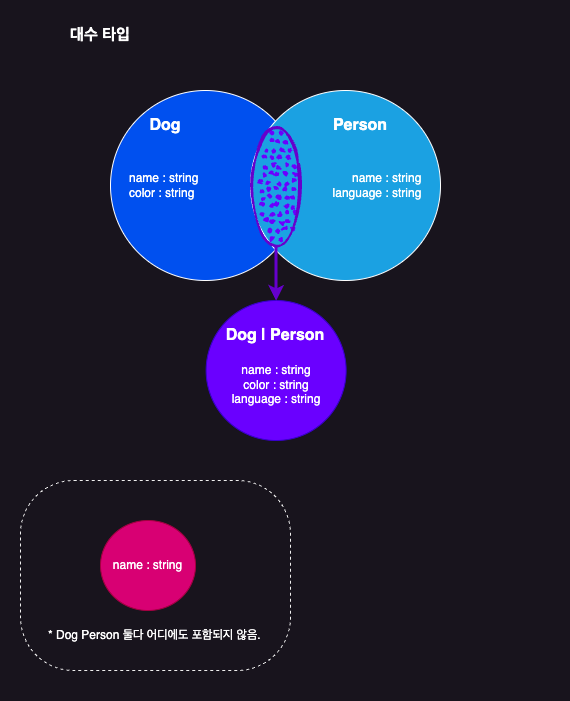 대수 타입
Dog
name : string
color : string
Person
name : string
language : string
Dog | Person
name : string
color : string
language : string
name : string
* Dog Person 둘다 어디에도 포함되지 않음.